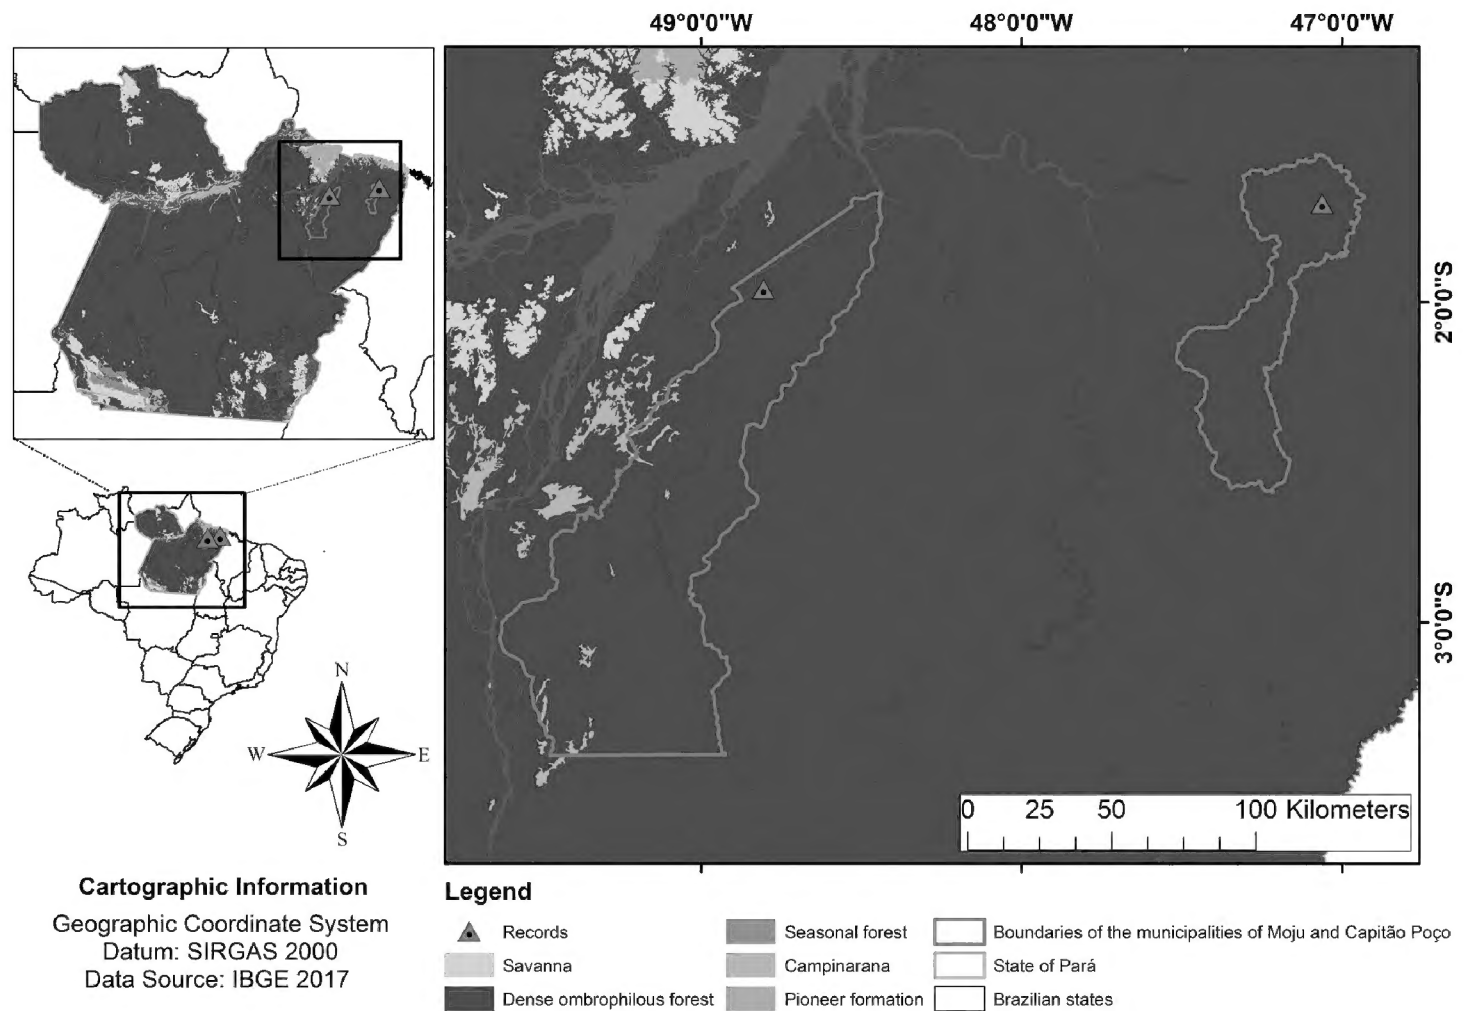 49°0'0"W
48°0'0"W
47°0'0"W
2°0'0"S
3°0'0"S
N
W
E
S
0 25 50 100 Kilometers
Cartographic Information
Geographic Coordinate System
Datum: SIRGAS 2000
Data Source: IBGE 2017
Legend
Records
Savanna
Dense ombrophilous forest
Seasonal forest
Campinarana
Pioneer formation
Boundaries of the municipalities of Moju and Capitão Poço
State of Pará
Brazilian states